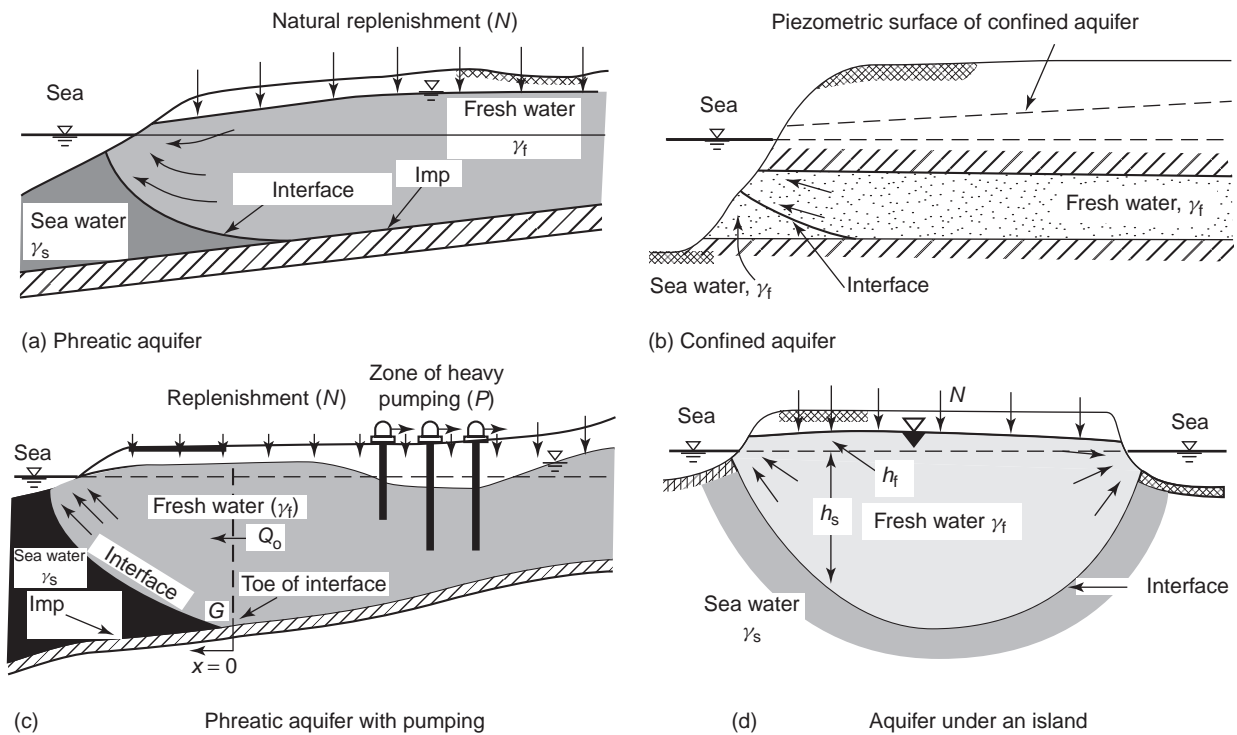 Natural replenishment (N)
Sea
Fresh water
γf
Interface
Imp
Sea water
γs
(a) Phreatic aquifer
Piezometric surface of confined aquifer
Sea
Fresh water, γf
Sea water, γf
Interface
(b) Confined aquifer
Replenishment (N)
Zone of heavy
pumping (P)
Sea
Fresh water (γf)
Qo
Sea water
γs
Interface
Toe of interface
Imp
G
x = 0
(c) Phreatic aquifer with pumping
N
Sea
Sea
hf
hs
Fresh water γf
Interface
Sea water
γs
(d) Aquifer under an island